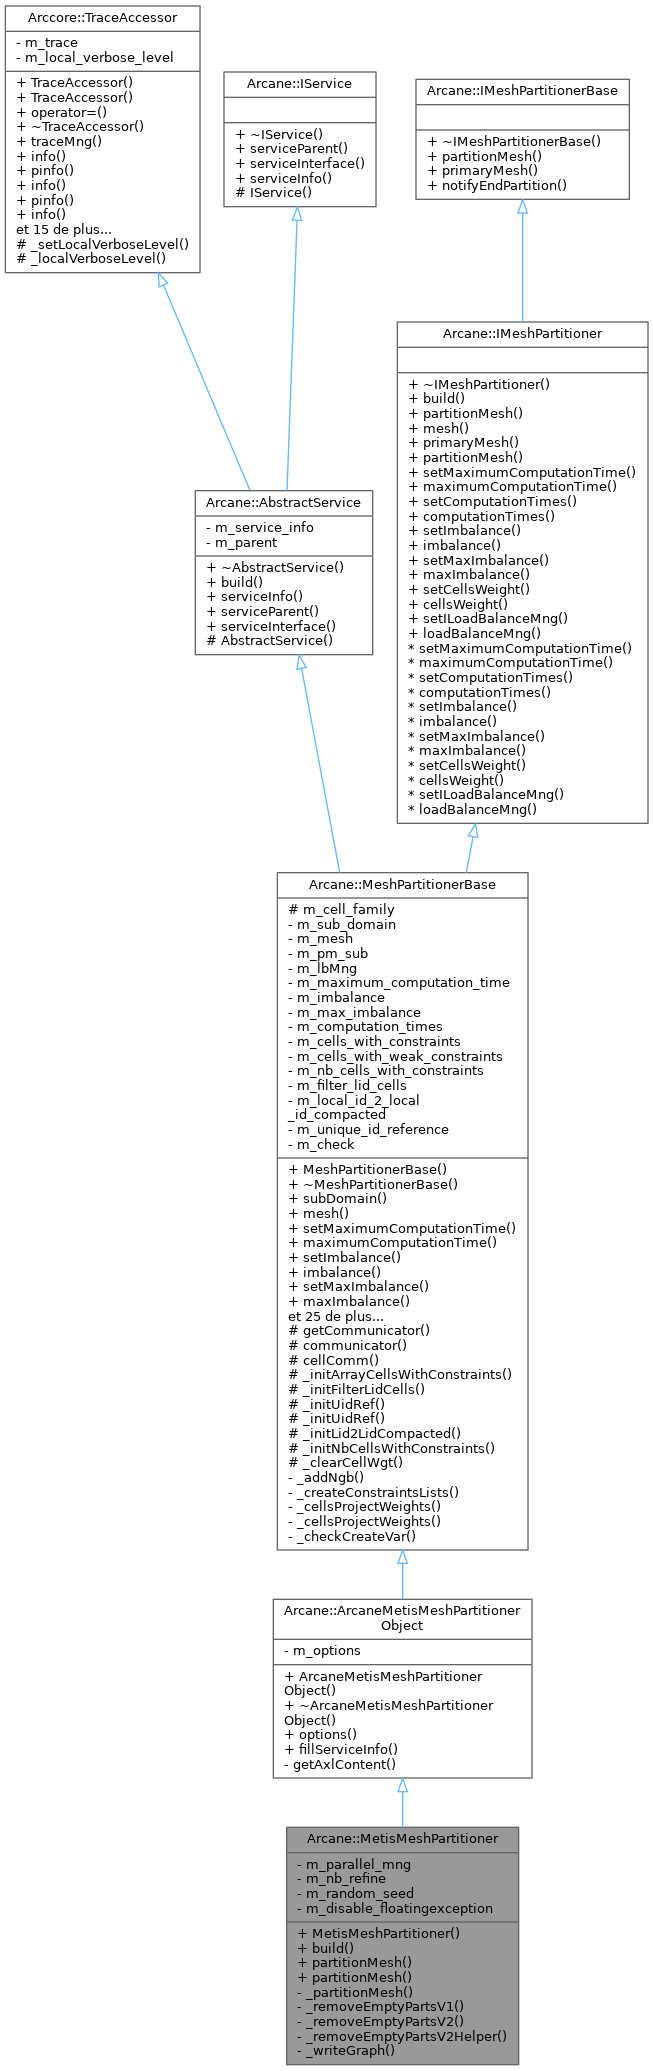 Arccore::TraceAccessor
- m_trace
- m_local_verbose_level
+ TraceAccessor()
+ TraceAccessor()
+ operator=()
+ ~TraceAccessor()
+ traceMng()
+ info()
+ pinfo()
+ info()
+ pinfo()
+ info()
et 15 de plus...
# _setLocalVerboseLevel()
# _localVerboseLevel()
Arcane::IService
+ ~IService()
+ serviceParent()
+ serviceInterface()
+ serviceInfo()
# IService()
Arcane::IMeshPartitionerBase
+ ~IMeshPartitionerBase()
+ partitionMesh()
+ primaryMesh()
+ notifyEndPartition()
Arcane::IMeshPartitioner
+ ~IMeshPartitioner()
+ build()
+ partitionMesh()
+ mesh()
+ primaryMesh()
+ partitionMesh()
+ setMaximumComputationTime()
+ maximumComputationTime()
+ setComputationTimes()
+ computationTimes()
+ setImbalance()
+ imbalance()
+ setMaxImbalance()
+ maxImbalance()
+ setCellsWeight()
+ cellsWeight()
+ setILoadBalanceMng()
+ loadBalanceMng()
* setMaximumComputationTime()
* maximumComputationTime()
* setComputationTimes()
* computationTimes()
* setImbalance()
* imbalance()
* setMaxImbalance()
* maxImbalance()
* setCellsWeight()
* cellsWeight()
* setILoadBalanceMng()
* loadBalanceMng()
Arcane::AbstractService
- m_service_info
- m_parent
+ ~AbstractService()
+ build()
+ serviceInfo()
+ serviceParent()
+ serviceInterface()
# AbstractService()
Arcane::MeshPartitionerBase
# m_cell_family
- m_sub_domain
- m_mesh
- m_pm_sub
- m_lbMng
- m_maximum_computation_time
- m_imbalance
- m_max_imbalance
- m_computation_times
- m_cells_with_constraints
- m_cells_with_weak_constraints
- m_nb_cells_with_constraints
- m_filter_lid_cells
- m_local_id_2_local
_id_compacted
- m_unique_id_reference
- m_check
+ MeshPartitionerBase()
+ ~MeshPartitionerBase()
+ subDomain()
+ mesh()
+ setMaximumComputationTime()
+ maximumComputationTime()
+ setImbalance()
+ imbalance()
+ setMaxImbalance()
+ maxImbalance()
et 25 de plus...
# getCommunicator()
# communicator()
# cellComm()
# _initArrayCellsWithConstraints()
# _initFilterLidCells()
# _initUidRef()
# _initUidRef()
# _initLid2LidCompacted()
# _initNbCellsWithConstraints()
# _clearCellWgt()
- _addNgb()
- _createConstraintsLists()
- _cellsProjectWeights()
- _cellsProjectWeights()
- _checkCreateVar()
Arcane::ArcaneMetisMeshPartitioner
Object
- m_options
+ ArcaneMetisMeshPartitioner
Object()
+ ~ArcaneMetisMeshPartitioner
Object()
+ options()
+ fillServiceInfo()
- getAxlContent()
Arcane::MetisMeshPartitioner
- m_parallel_mng
- m_nb_refine
- m_random_seed
- m_disable_floatingexception
+ MetisMeshPartitioner()
+ build()
+ partitionMesh()
+ partitionMesh()
- _partitionMesh()
- _removeEmptyPartsV1()
- _removeEmptyPartsV2()
- _removeEmptyPartsV2Helper()
- _writeGraph()